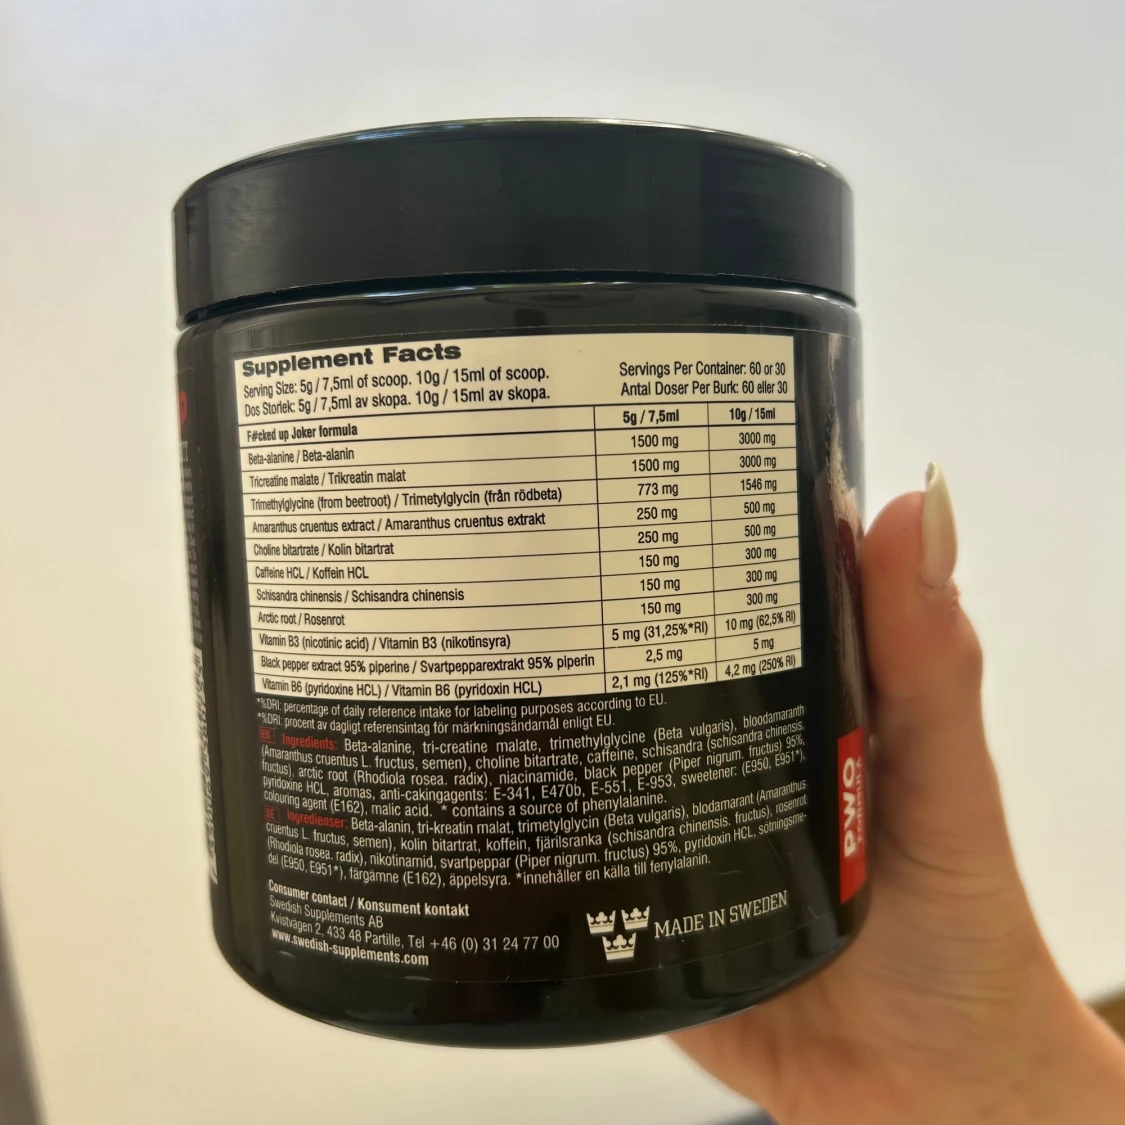 Supplement Facts
Serving Size: 5g / 7,5ml of scoop. 10g / 15ml of scoop.
Dos Storlek: 5g / 7,5ml av skopa. 10g / 15ml av skopa.
Servings Per Container: 60 or 30
Antal Doser Per Burk: 60 eller 30
F#cked up Joker formula 5g / 7,5ml 10g / 15ml
Beta-alanine / Beta-alanin 1500 mg 3000 mg
Tricreatine malate / Trikreatin malat 1500 mg 3000 mg
Trimethylglycine (from beetroot) / Trimetylglycin (från rödbeta) 773 mg 1546 mg
Amaranthus cruentus extract / Amaranthus cruentus extrakt 250 mg 500 mg
Choline bitartrate / Kolin bitartrat 250 mg 500 mg
Caffeine HCL / Koffein HCL 150 mg 300 mg
Schisandra chinensis / Schisandra chinensis 150 mg 300 mg
Arctic root / Rosenrot 150 mg 300 mg
Vitamin B3 (nicotinic acid) / Vitamin B3 (nikotinsyra) 5 mg (31,25%*RI) 10 mg (62,5% RI)
Black pepper extract 95% piperine / Svartpepparextrakt 95% piperin 2,5 mg 5 mg
Vitamin B6 (pyridoxine HCL) / Vitamin B6 (pyridoxin HCL) 2,1 mg (125%*RI) 4,2 mg (250% RI)
*%DRI: percentage of daily reference intake for labeling purposes according to EU.
*%DRI: procent av dagligt referensintag för märkningsändamål enligt EU.
EN Ingredients: Beta-alanine, tri-creatine malate, trimethylglycine (Beta vulgaris), bloodamaranth
(Amaranthus cruentus L. fructus, semen), choline bitartrate, caffeine, schisandra (schisandra chinensis.
fructus), arctic root (Rhodiola rosea. radix), niacinamide, black pepper (Piper nigrum. fructus) 95%,
pyridoxine HCL, aromas, anti-cakingagents: E-341, E470b, E-551, E-953, sweetener: (E950, E951*),
colouring agent (E162), malic acid. * contains a source of phenylalanine.
SE Ingredienser: Beta-alanin, tri-kreatin malat, trimetylglycin (Beta vulgaris), blodamarant (Amaranthus
cruentus L. fructus, semen), kolin bitartrat, koffein, fjärilsranka (schisandra chinensis. fructus), rosenrot
(Rhodiola rosea. radix), nikotinamid, svartpeppar (Piper nigrum. fructus) 95%, pyridoxin HCL, sötningsme-
del (E950, E951*), färgämne (E162), äppelsyra. *innehåller en källa till fenylalanin.
Consumer contact / Konsument kontakt
Swedish Supplements AB
Kvistvägen 2, 433 48 Partille, Tel +46 (0) 31 24 77 00
www.swedish-supplements.com
MADE IN SWEDEN
PWO
FORMULA